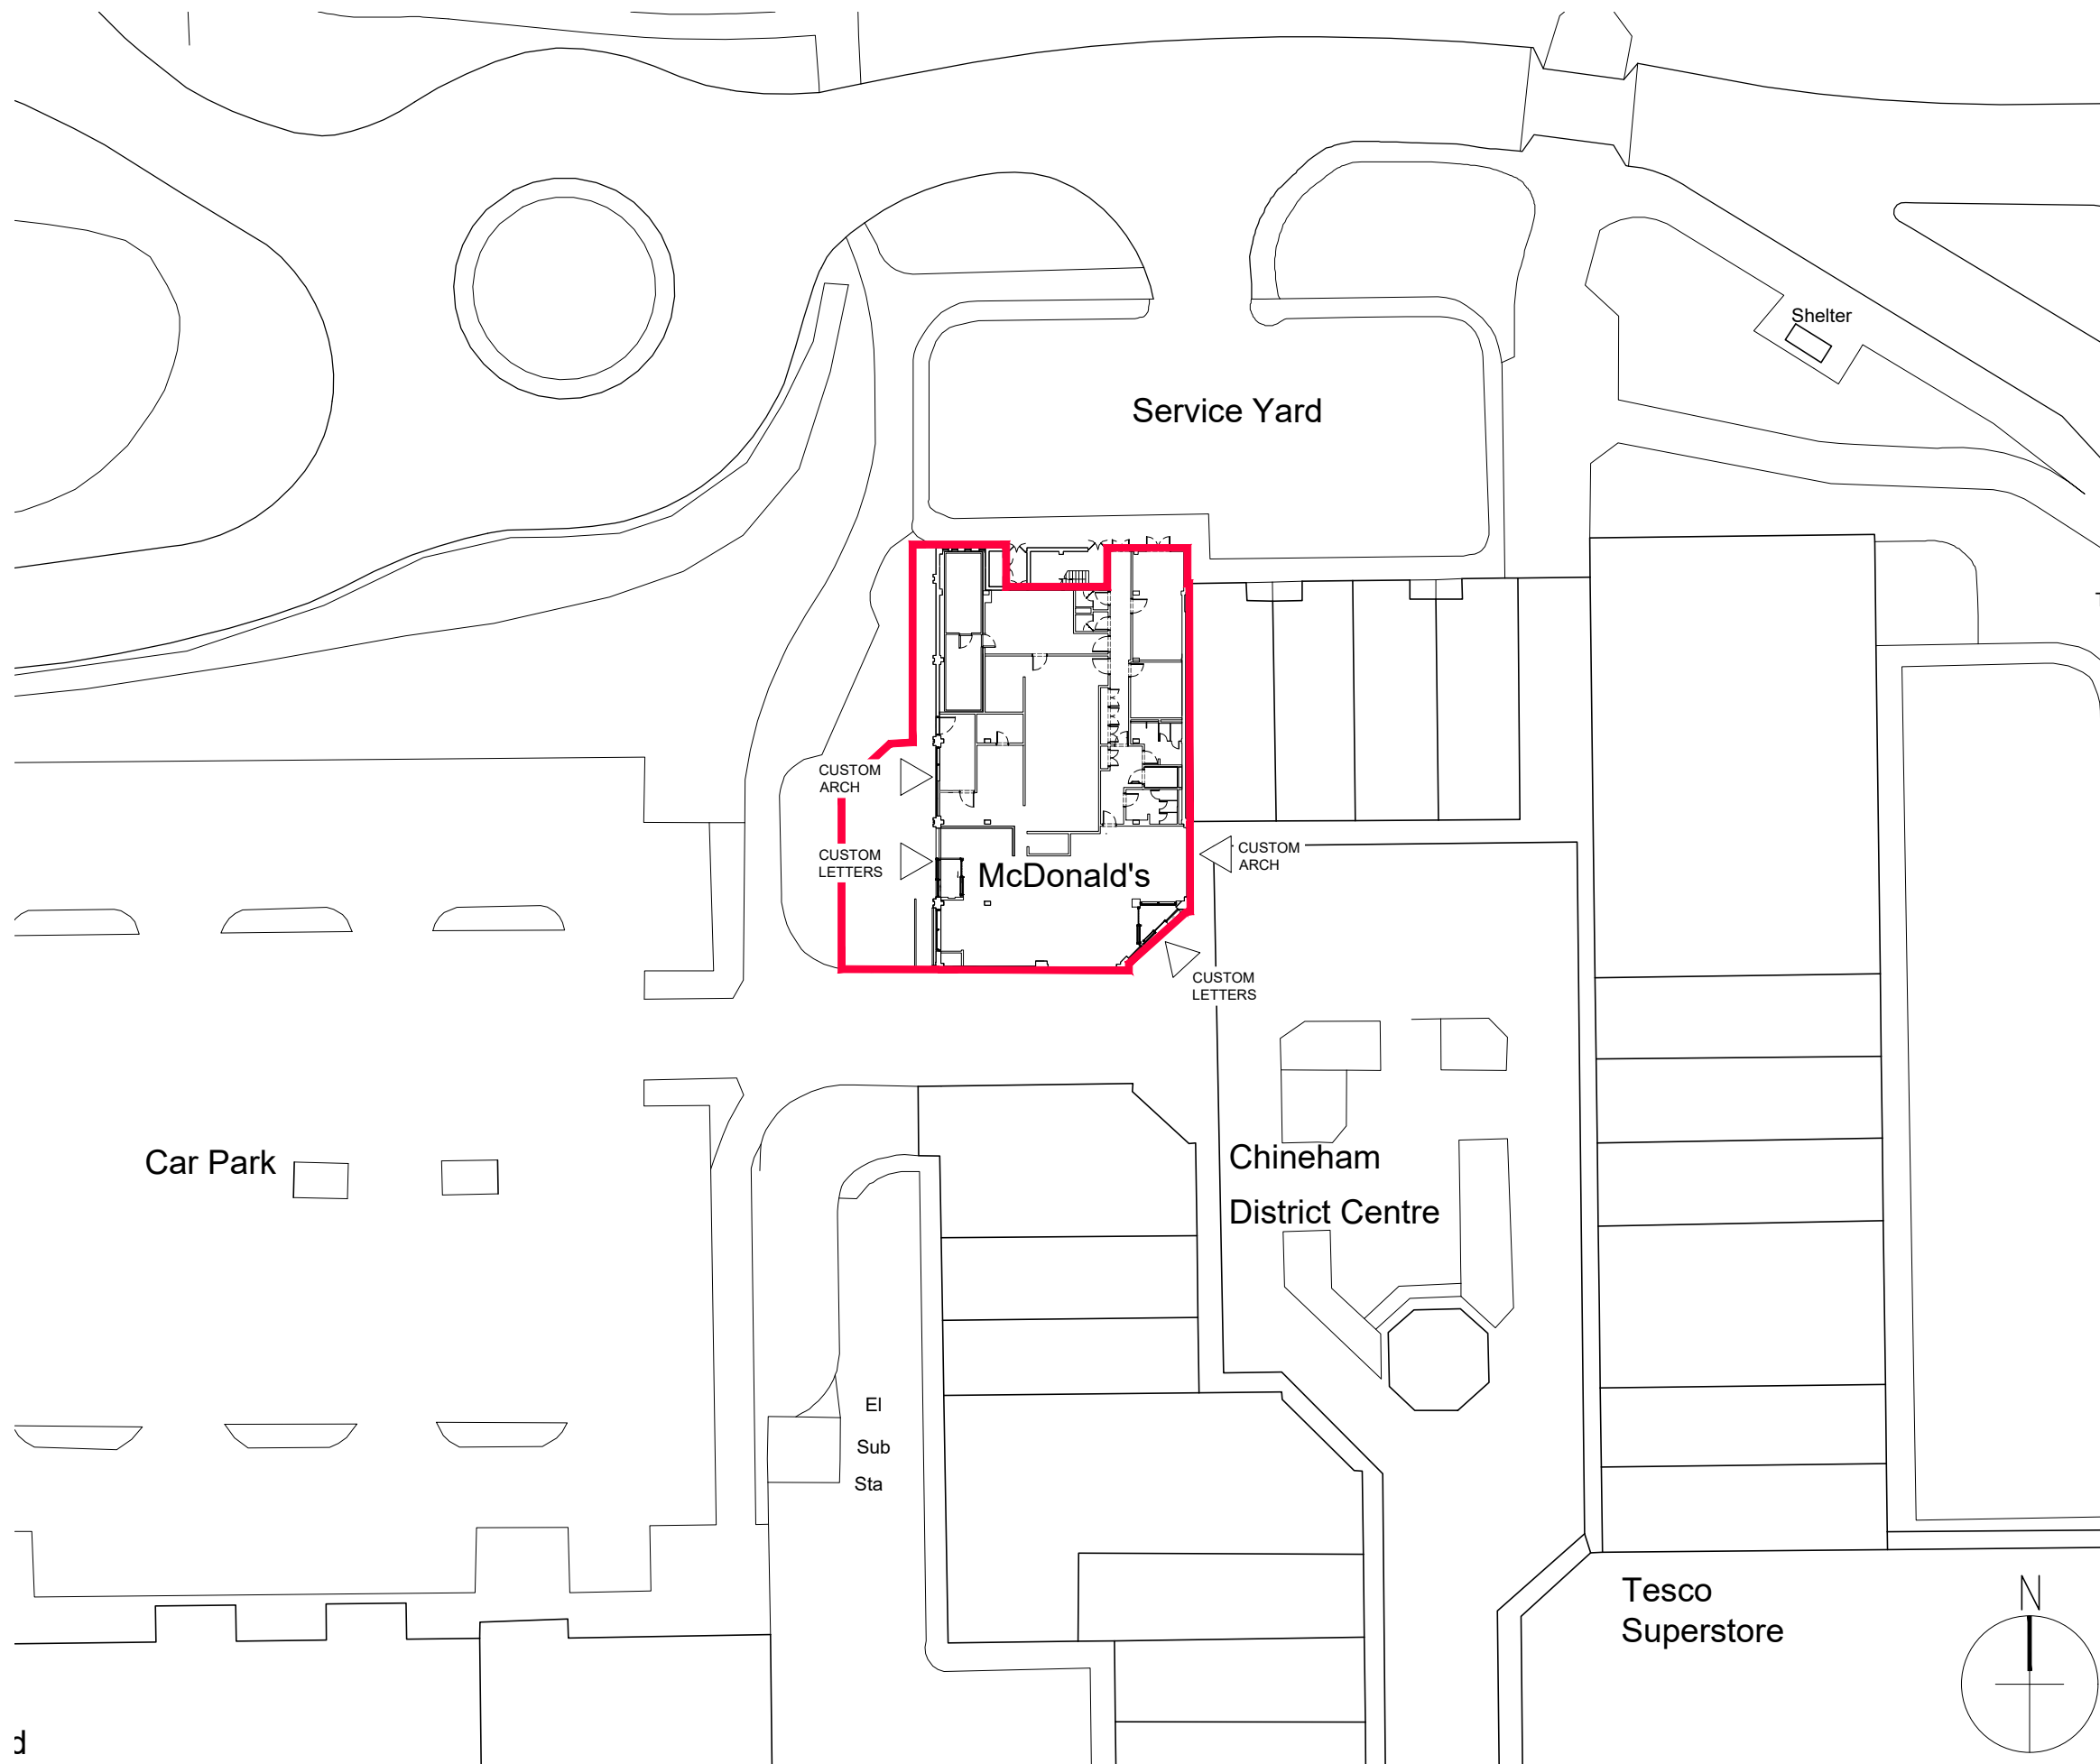 Shelter
Service Yard
CUSTOM
ARCH
CUSTOM
LETTERS
McDonald's
CUSTOM
ARCH
CUSTOM
LETTERS
Car Park
Chineham
District Centre
El
Sub
Sta
Tesco
Superstore
N
d